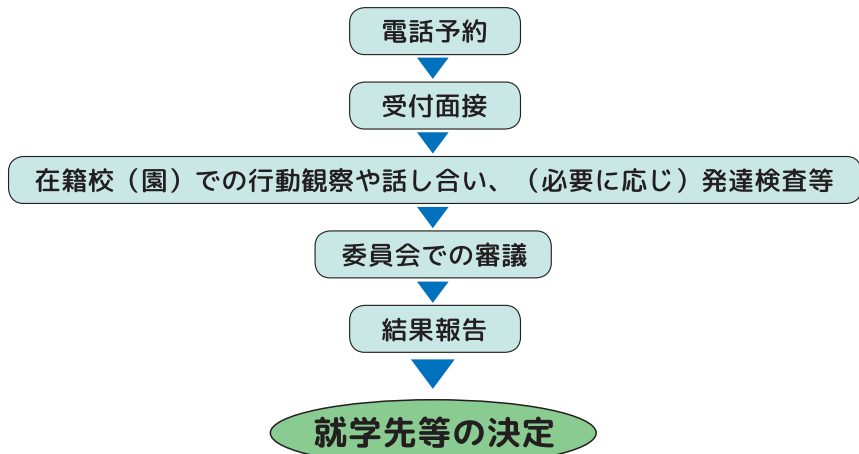 電話予約
受付面接
在籍校（園）での行動観察や話し合い、（必要に応じ）発達検査等
委員会での審議
結果報告
就学先等の決定